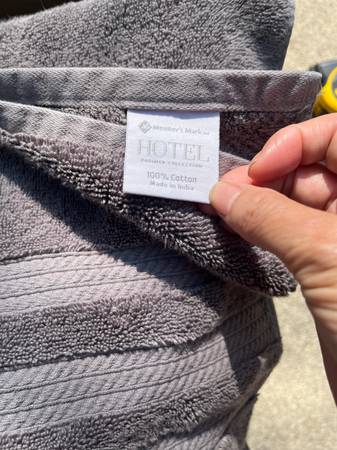 Member's Mark
HOTEL
PREMIER COLLECTION
100% Cotton
Made in India